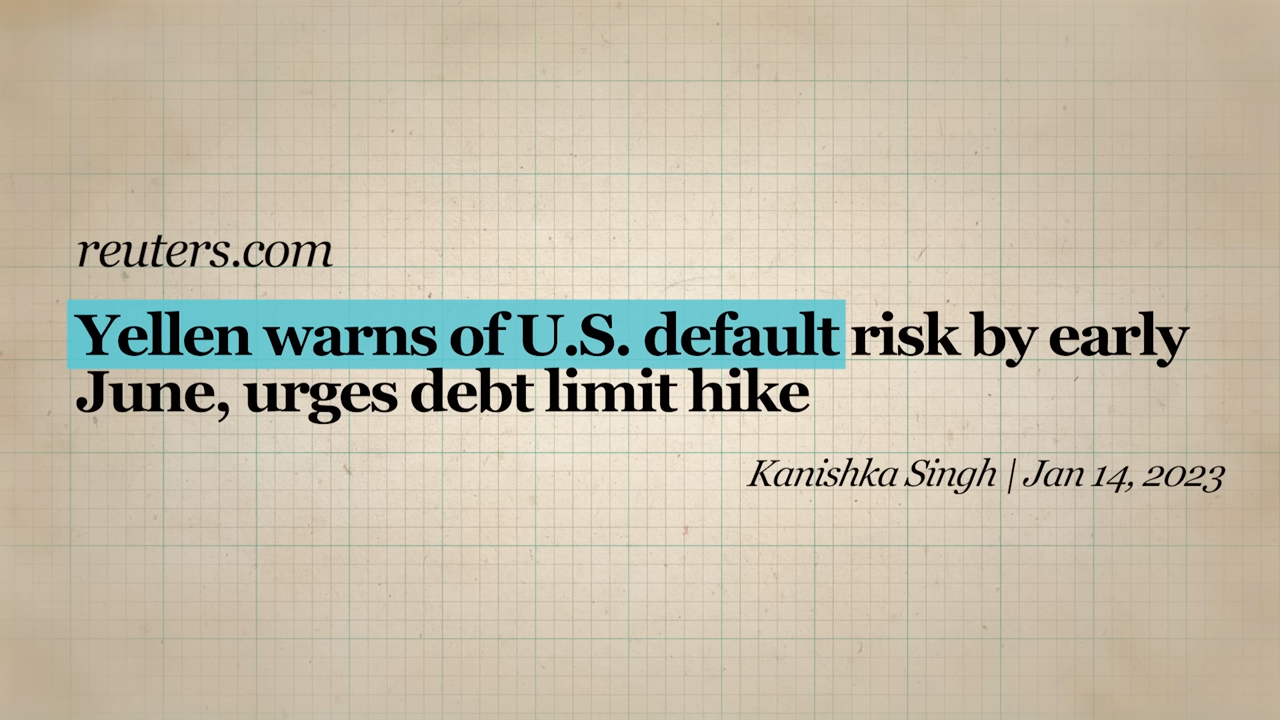 reuters.com
Yellen warns of U.S. default risk by early
June, urges debt limit hike
Kanishka Singh | Jan 14, 2023